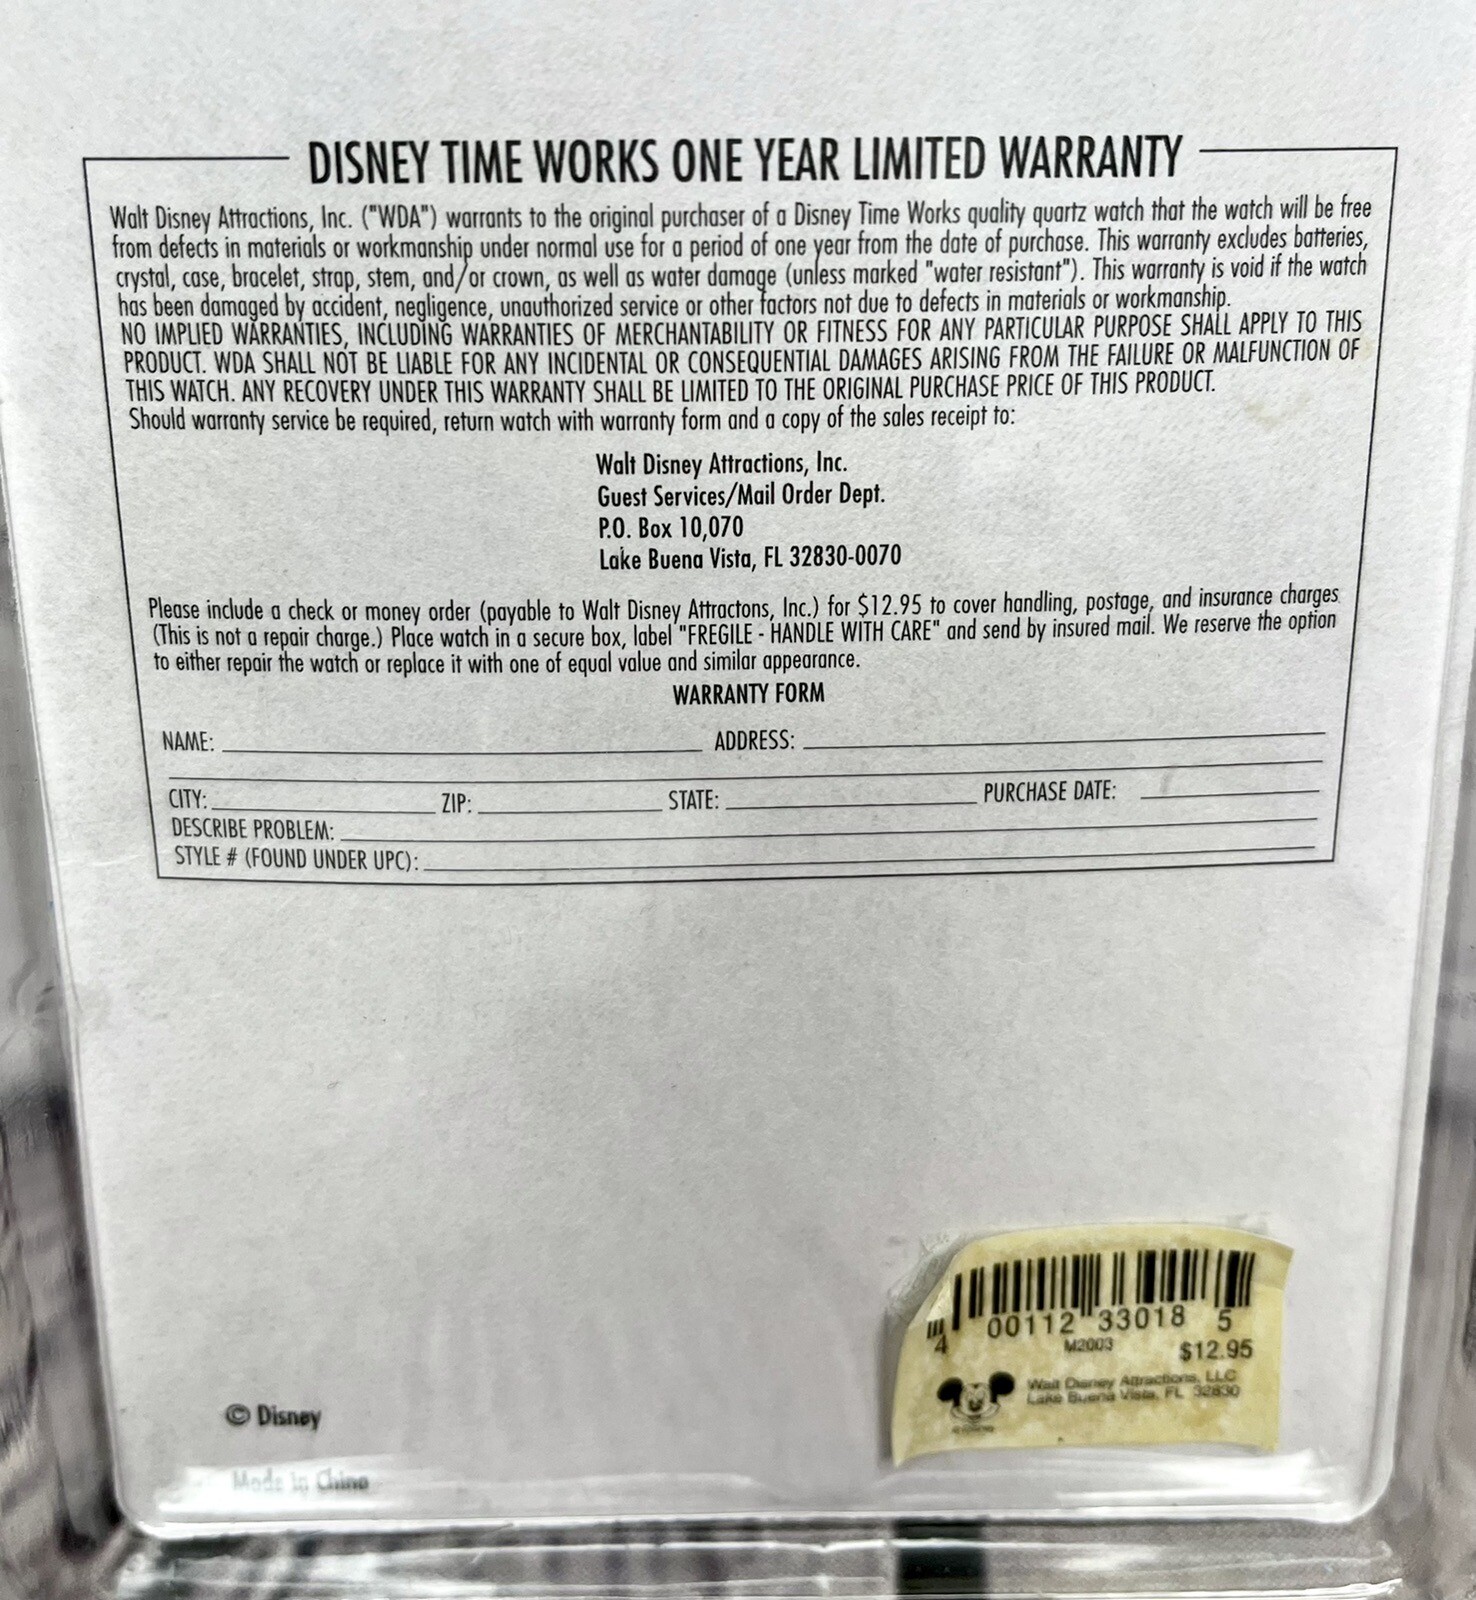 DISNEY TIME WORKS ONE YEAR LIMITED WARRANTY
Walt Disney Attractions, Inc. ("WDA") warrants to the original purchaser of a Disney Time Works quality quartz watch that the watch will be free
from defects in materials or workmanship under normal use for a period of one year from the date of purchase. This warranty excludes batteries,
crystal, case, bracelet, strap, stem, and/or crown, as well as water damage (unless marked "water resistant"). This warranty is void if the watch
has been damaged by accident, negligence, unauthorized service or other factors not due to defects in materials or workmanship.
NO IMPLIED WARRANTIES, INCLUDING WARRANTIES OF MERCHANTABILITY OR FITNESS FOR ANY PARTICULAR PURPOSE SHALL APPLY TO THIS
PRODUCT. WDA SHALL NOT BE LIABLE FOR ANY INCIDENTAL OR CONSEQUENTIAL DAMAGES ARISING FROM THE FAILURE OR MALFUNCTION OF
THIS WATCH. ANY RECOVERY UNDER THIS WARRANTY SHALL BE LIMITED TO THE ORIGINAL PURCHASE PRICE OF THIS PRODUCT.
Should warranty service be required, return watch with warranty form and a copy of the sales receipt to:
Walt Disney Attractions, Inc.
Guest Services/Mail Order Dept.
P.O. Box 10,070
Lake Buena Vista, FL 32830-0070
Please include a check or money order (payable to Walt Disney Attractons, Inc.) for $12.95 to cover handling, postage, and insurance charges
(This is not a repair charge.) Place watch in a secure box, label "FREGILE - HANDLE WITH CARE" and send by insured mail. We reserve the option
to either repair the watch or replace it with one of equal value and similar appearance.
WARRANTY FORM
NAME: ADDRESS:
CITY: ZIP: STATE: PURCHASE DATE:
DESCRIBE PROBLEM:
STYLE # (FOUND UNDER UPC):
4 00112 33018 5
M2003 $12.95
Walt Disney Attractions, LLC
Lake Buena Vista, FL 32830
© Disney
Made in China